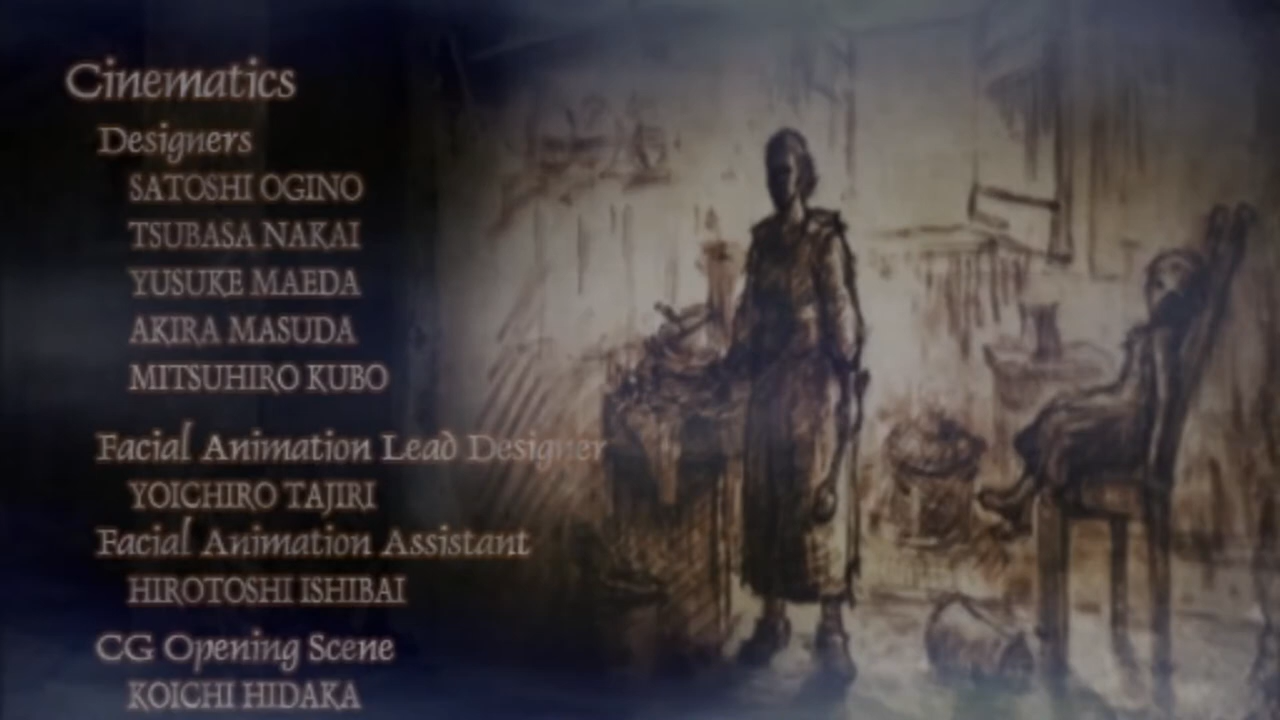 Cinematics
Designers
SATOSHI OGINO
TSUBASA NAKAI
YUSUKE MAEDA
AKIRA MASUDA
MITSUHIRO KUBO
Facial Animation Lead Designer
YOICHIRO TAJIRI
Facial Animation Assistant
HIROTOSHI ISHIBAI
CG Opening Scene
KOICHI HIDAKA